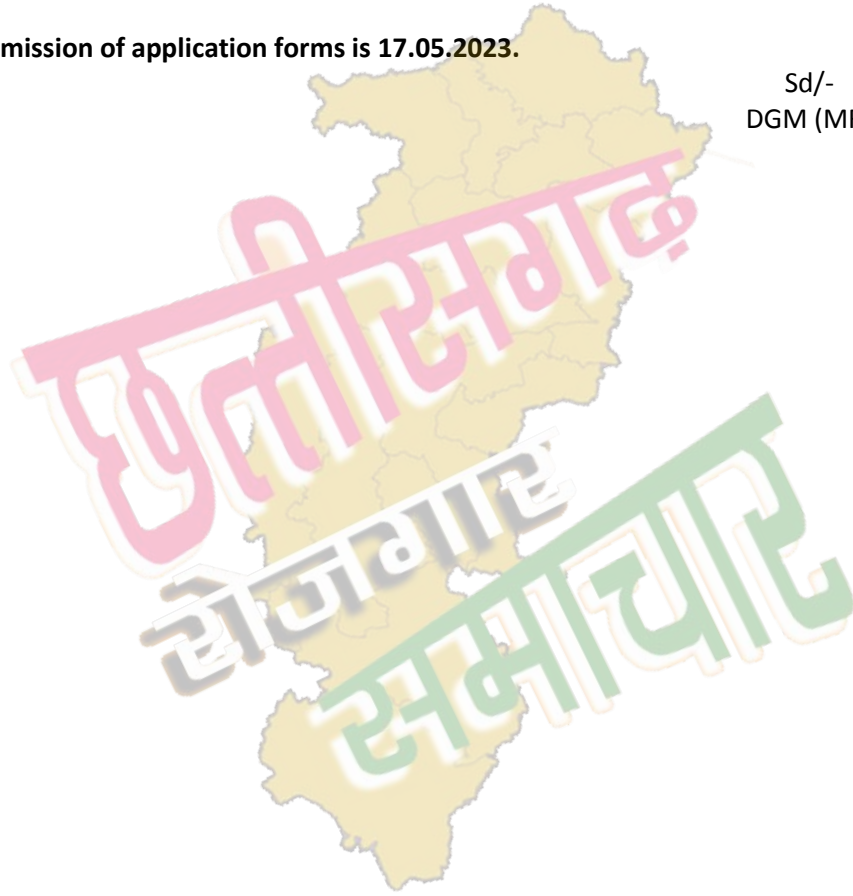 mission of application forms is 17.05.2023.
Sd/-
DGM (MI
छत्तीसगढ़
रोजगार
समाचार